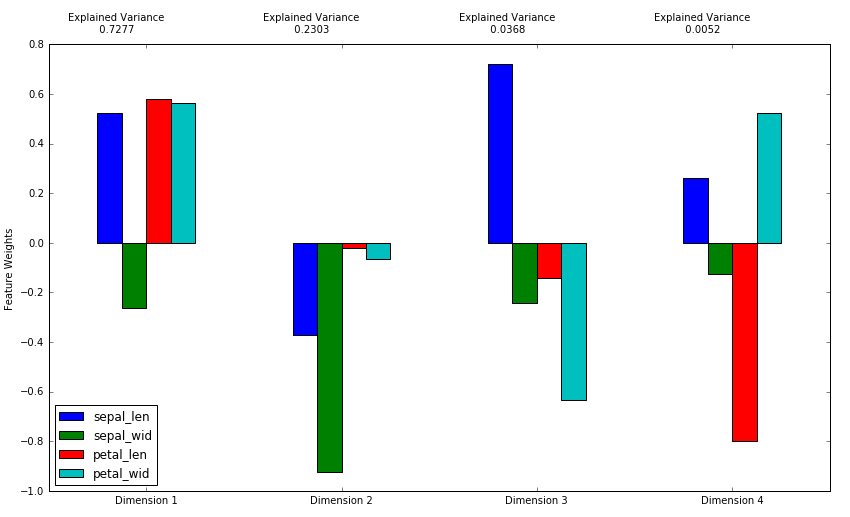 Explained Variance Explained Variance Explained Variance Explained Variance
0.7277 0.2303 0.0368 0.0052
0.8
0.6
0.4
0.2
0.0
−0.2
−0.4
−0.6
−0.8
−1.0
Feature Weights
sepal_len
sepal_wid
petal_len
petal_wid
Dimension 1 Dimension 2 Dimension 3 Dimension 4